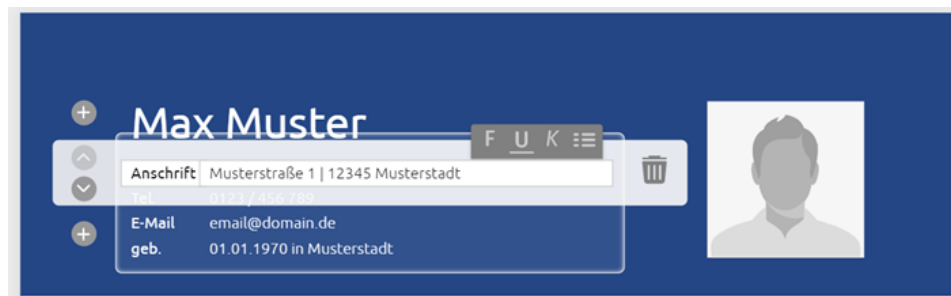 Max Muster
F U K
Anschrift Musterstraße 1 | 12345 Musterstadt
Tel. 0123 / 456 789
E-Mail email@domain.de
geb. 01.01.1970 in Musterstadt